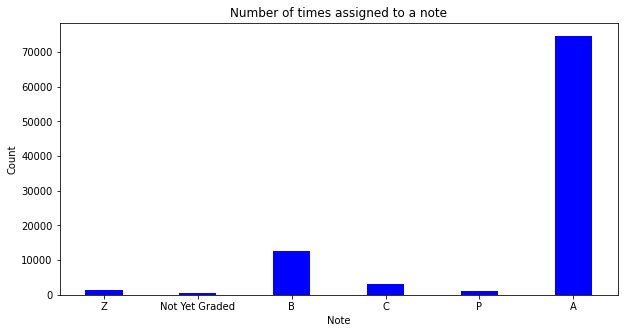 Number of times assigned to a note
Count
70000
60000
50000
40000
30000
20000
10000
0
Z Not Yet Graded B C P A
Note